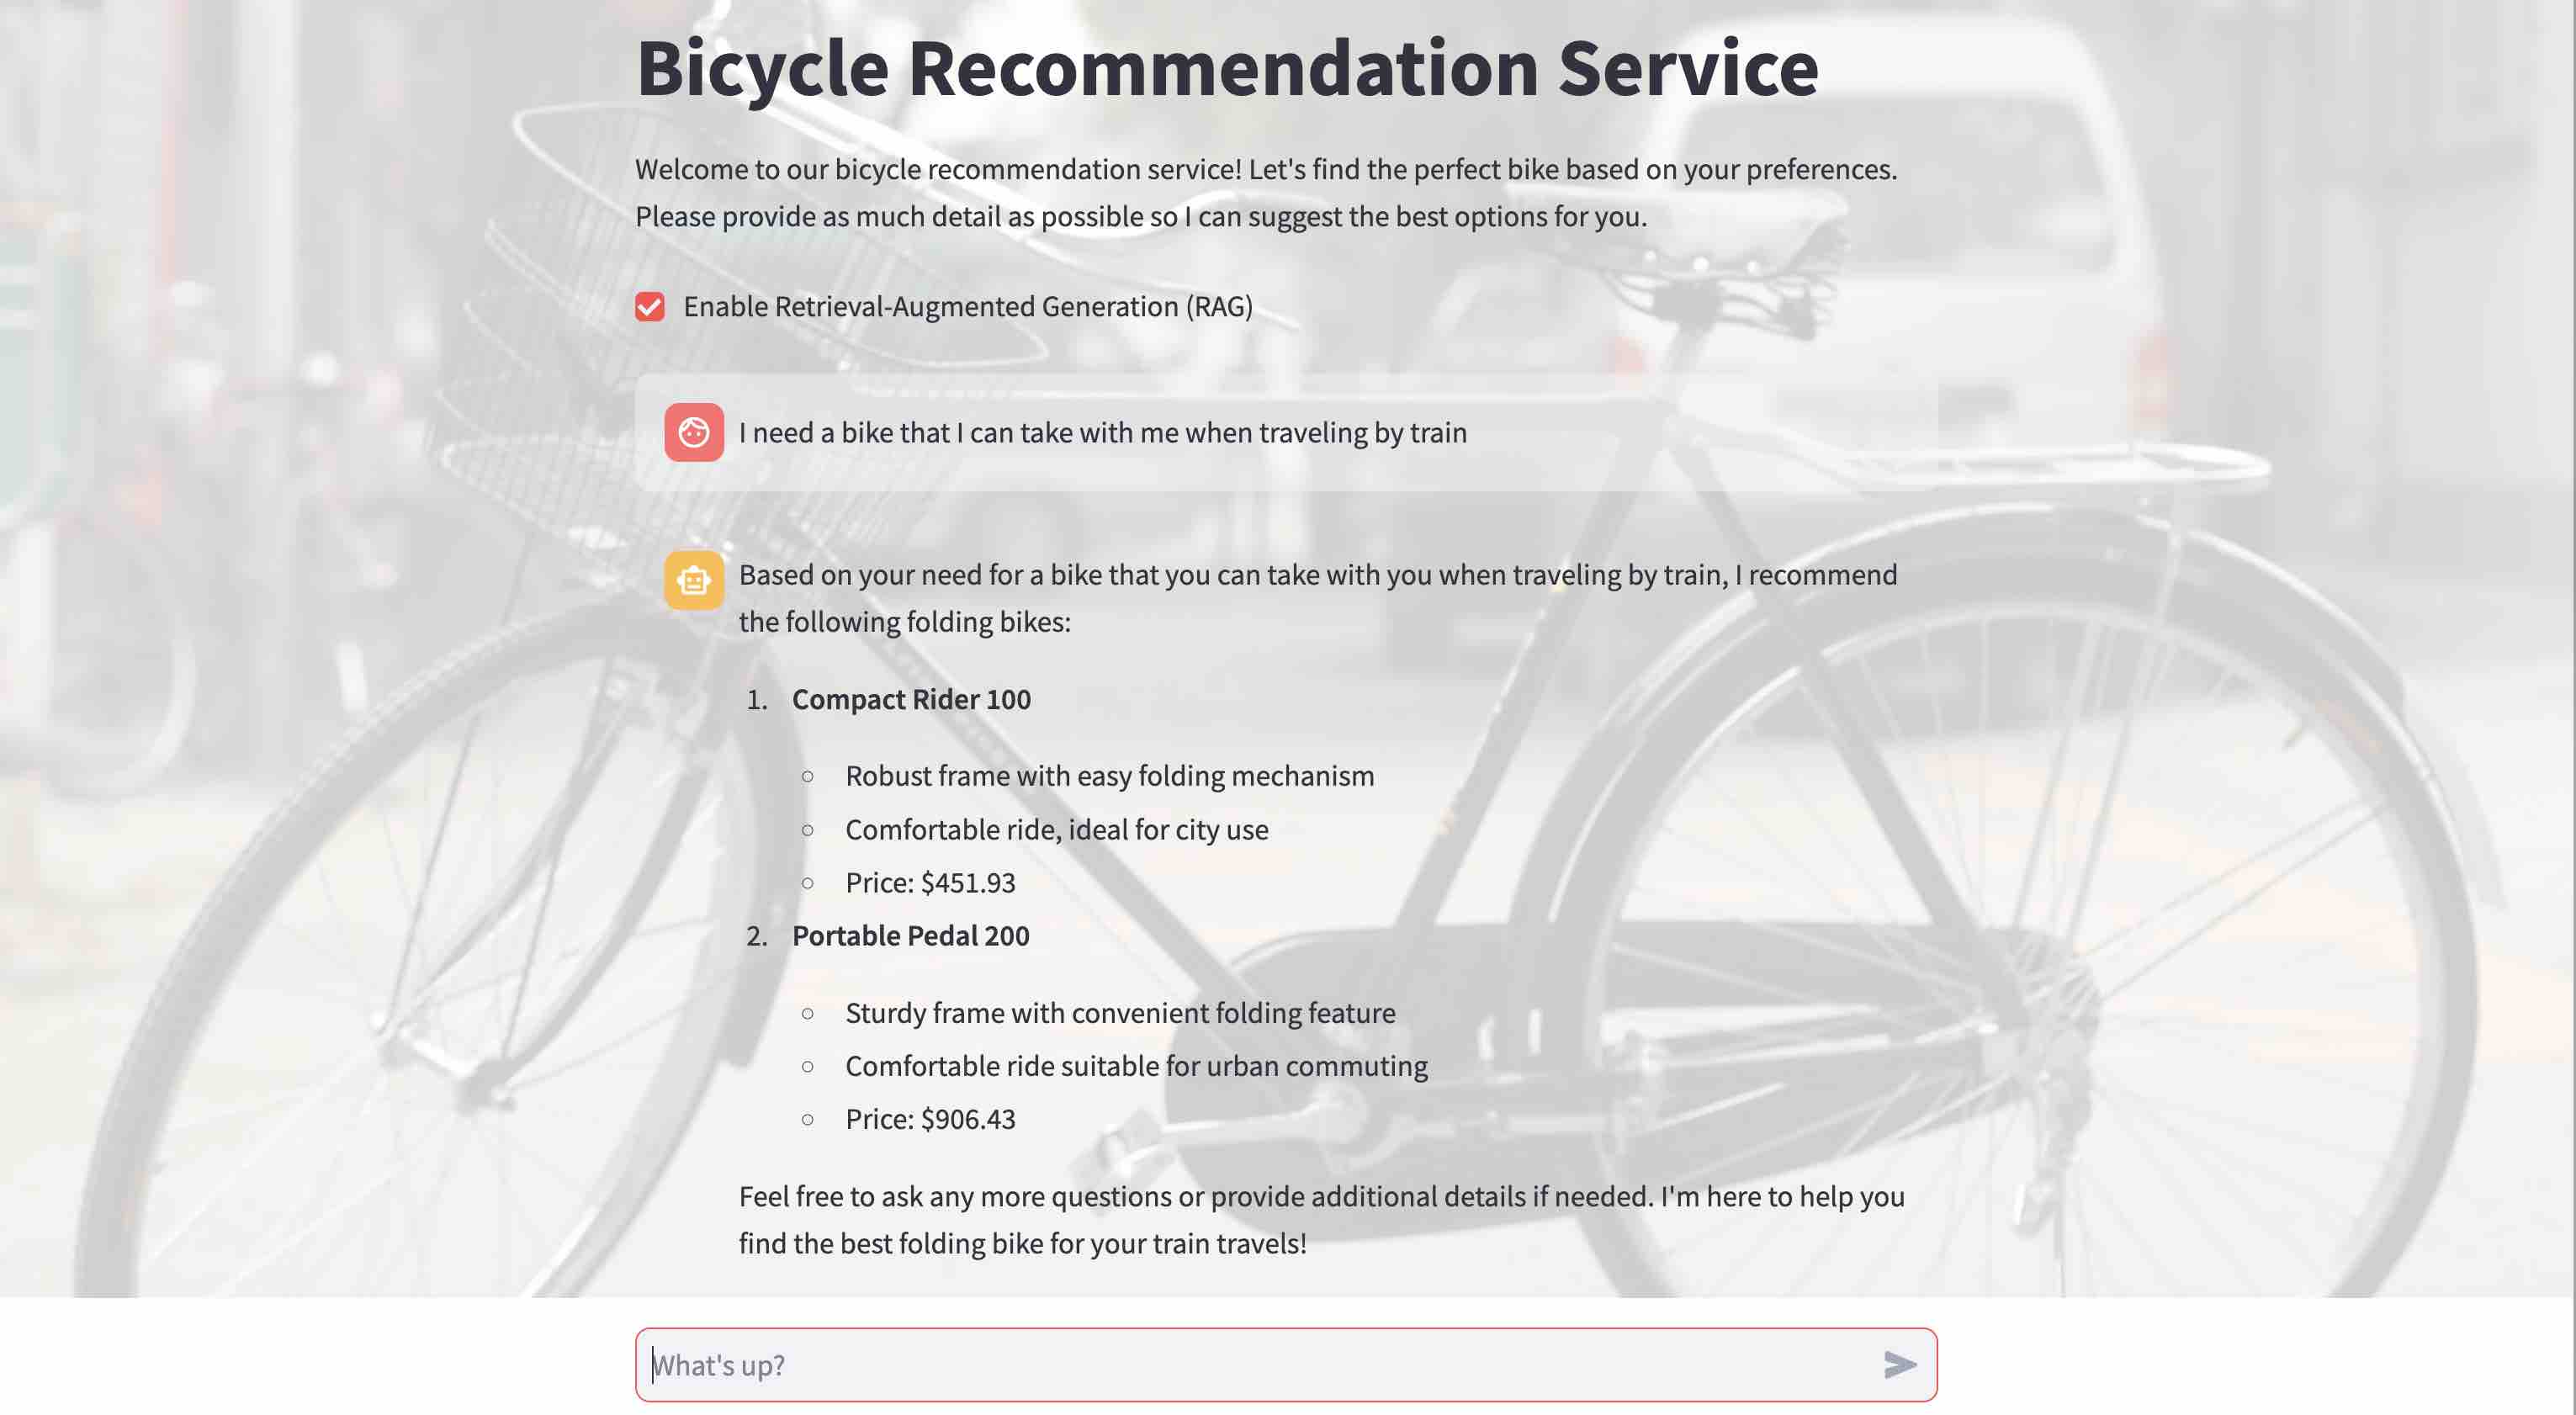 Bicycle Recommendation Service
Welcome to our bicycle recommendation service! Let's find the perfect bike based on your preferences.
Please provide as much detail as possible so I can suggest the best options for you.
Enable Retrieval-Augmented Generation (RAG)
I need a bike that I can take with me when traveling by train
Based on your need for a bike that you can take with you when traveling by train, I recommend
the following folding bikes:
1. Compact Rider 100
○ Robust frame with easy folding mechanism
○ Comfortable ride, ideal for city use
○ Price: $451.93
2. Portable Pedal 200
○ Sturdy frame with convenient folding feature
○ Comfortable ride suitable for urban commuting
○ Price: $906.43
Feel free to ask any more questions or provide additional details if needed. I'm here to help you
find the best folding bike for your train travels!
What's up?